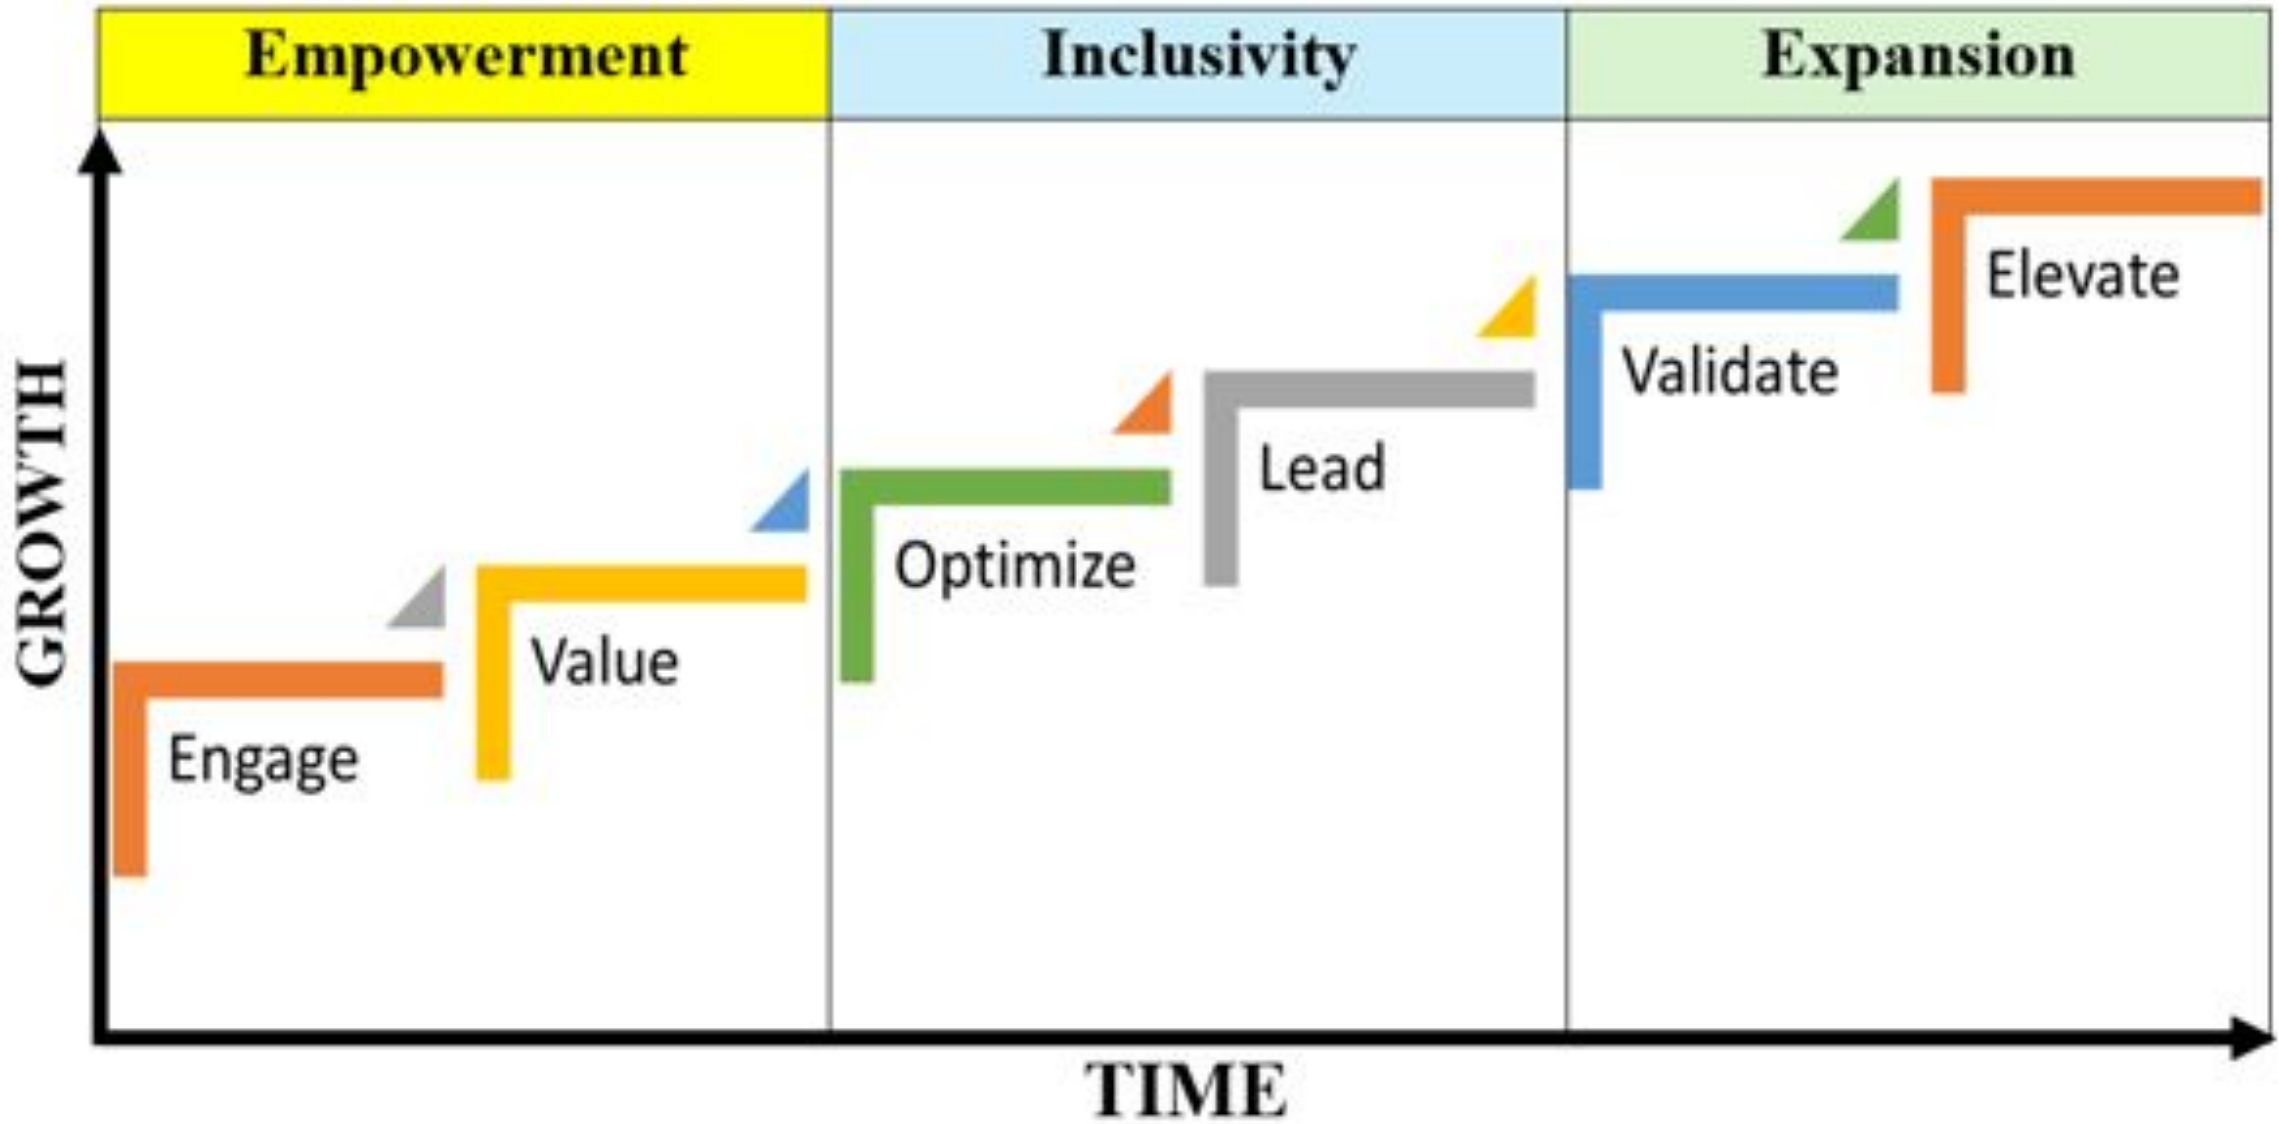 Empowerment
Inclusivity
Expansion
GROWTH
Engage
Value
Optimize
Lead
Validate
Elevate
TIME